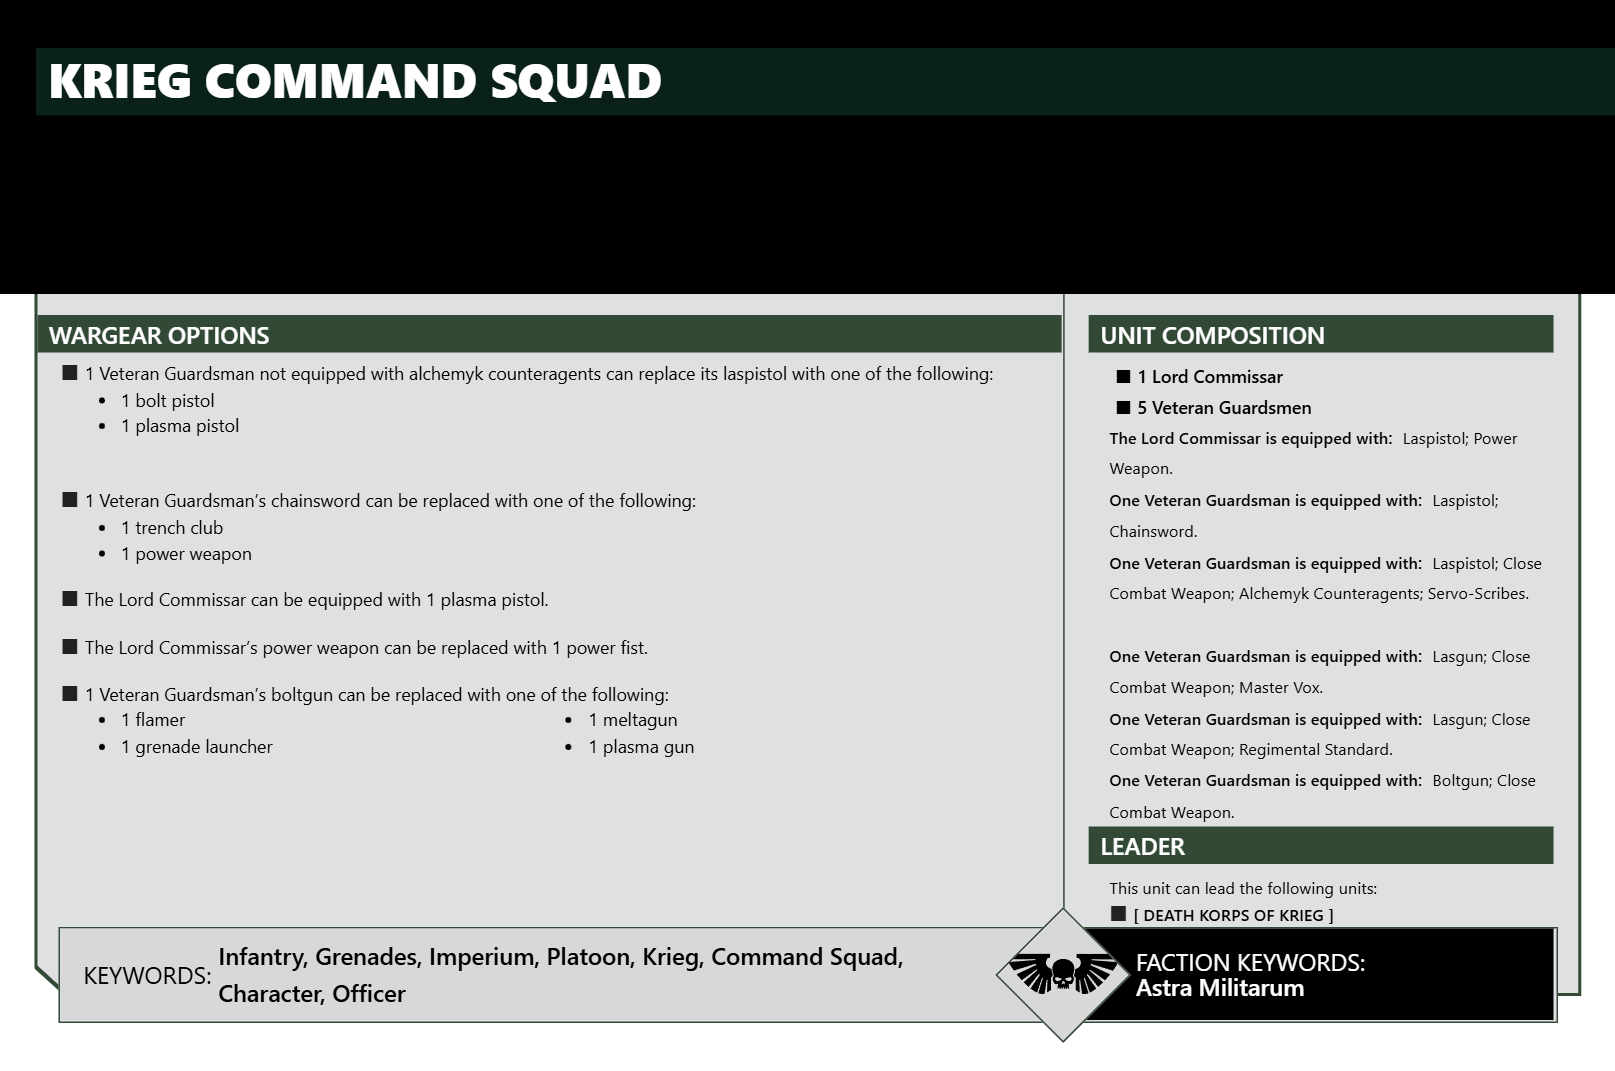 KRIEG COMMAND SQUAD
WARGEAR OPTIONS
■ 1 Veteran Guardsman not equipped with alchemyk counteragents can replace its laspistol with one of the following:
• 1 bolt pistol
• 1 plasma pistol
■ 1 Veteran Guardsman’s chainsword can be replaced with one of the following:
• 1 trench club
• 1 power weapon
■ The Lord Commissar can be equipped with 1 plasma pistol.
■ The Lord Commissar’s power weapon can be replaced with 1 power fist.
■ 1 Veteran Guardsman’s boltgun can be replaced with one of the following:
• 1 flamer
• 1 grenade launcher
• 1 meltagun
• 1 plasma gun
UNIT COMPOSITION
■ 1 Lord Commissar
■ 5 Veteran Guardsmen
The Lord Commissar is equipped with: Laspistol; Power
Weapon.
One Veteran Guardsman is equipped with: Laspistol;
Chainsword.
One Veteran Guardsman is equipped with: Laspistol; Close
Combat Weapon; Alchemyk Counteragents; Servo-Scribes.
One Veteran Guardsman is equipped with: Lasgun; Close
Combat Weapon; Master Vox.
One Veteran Guardsman is equipped with: Lasgun; Close
Combat Weapon; Regimental Standard.
One Veteran Guardsman is equipped with: Boltgun; Close
Combat Weapon.
LEADER
This unit can lead the following units:
■ [ DEATH KORPS OF KRIEG ]
KEYWORDS: Infantry, Grenades, Imperium, Platoon, Krieg, Command Squad,
Character, Officer
FACTION KEYWORDS:
Astra Militarum